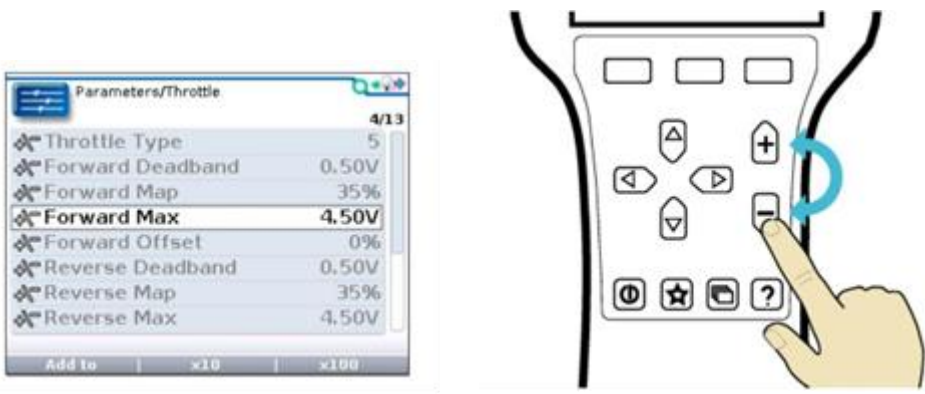 Parameters/Throttle
4/13
Throttle Type 5
Forward Deadband 0.50V
Forward Map 35%
Forward Max 4.50V
Forward Offset 0%
Reverse Deadband 0.50V
Reverse Map 35%
Reverse Max 4.50V
Add to | x10 | x100
+
−
?